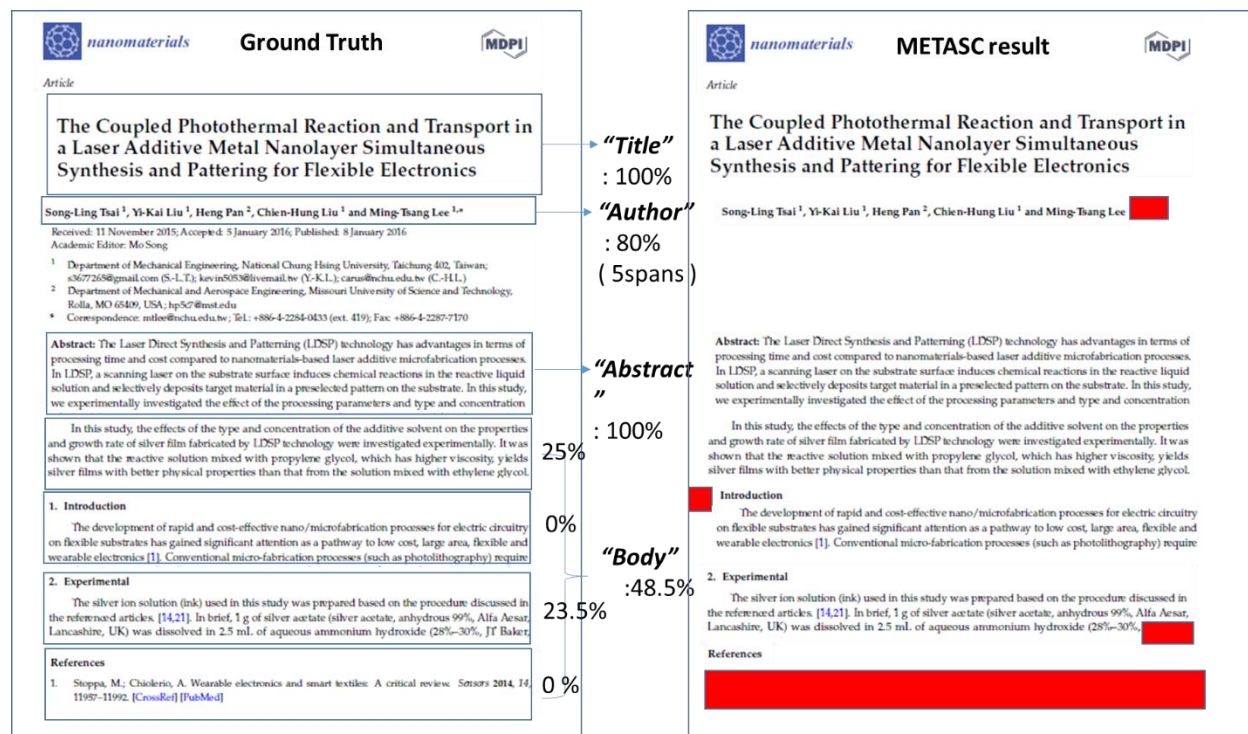 nanomaterials Ground Truth MDPI
Article
The Coupled Photothermal Reaction and Transport in
a Laser Additive Metal Nanolayer Simultaneous
Synthesis and Pattering for Flexible Electronics
Song-Ling Tsai 1, Yi-Kai Liu 1, Heng Pan 2, Chien-Hung Liu 1 and Ming-Tsang Lee 1,*
Received: 11 November 2015; Accepted: 5 January 2016; Published: 8 January 2016
Academic Editor: Mo Song
1 Department of Mechanical Engineering, National Chung Hsing University, Taichung 402, Taiwan;
s3677265@gmail.com (S.-L.T.); kevin5053@livemail.tw (Y.-K.L.); carus@nchu.edu.tw (C.-H.L.)
2 Department of Mechanical and Aerospace Engineering, Missouri University of Science and Technology,
Rolla, MO 65409, USA; hp5c7@mst.edu
* Correspondence: mtlee@nchu.edu.tw; Tel.: +886-4-2284-0433 (ext. 419); Fax: +886-4-2287-7170
Abstract: The Laser Direct Synthesis and Patterning (LDSP) technology has advantages in terms of
processing time and cost compared to nanomaterials-based laser additive microfabrication processes.
In LDSP, a scanning laser on the substrate surface induces chemical reactions in the reactive liquid
solution and selectively deposits target material in a preselected pattern on the substrate. In this study,
we experimentally investigated the effect of the processing parameters and type and concentration
In this study, the effects of the type and concentration of the additive solvent on the properties
and growth rate of silver film fabricated by LDSP technology were investigated experimentally. It was
shown that the reactive solution mixed with propylene glycol, which has higher viscosity, yields
silver films with better physical properties than that from the solution mixed with ethylene glycol.
1. Introduction
The development of rapid and cost-effective nano/microfabrication processes for electric circuitry
on flexible substrates has gained significant attention as a pathway to low cost, large area, flexible and
wearable electronics [1]. Conventional micro-fabrication processes (such as photolithography) require
2. Experimental
The silver ion solution (ink) used in this study was prepared based on the procedure discussed in
the referenced articles. [14,21]. In brief, 1 g of silver acetate (silver acetate, anhydrous 99%, Alfa Aesar,
Lancashire, UK) was dissolved in 2.5 mL of aqueous ammonium hydroxide (28%–30%, JT Baker,
References
1. Stoppa, M.; Chiolerio, A. Wearable electronics and smart textiles: A critical review. Sensors 2014, 14,
11957–11992. [CrossRef] [PubMed]
“Title”
: 100%
“Author”
: 80%
( 5spans )
“Abstract
”
: 100%
25%
0%
“Body”
:48.5%
23.5%
0 %
nanomaterials METASC result MDPI
Article
The Coupled Photothermal Reaction and Transport in
a Laser Additive Metal Nanolayer Simultaneous
Synthesis and Pattering for Flexible Electronics
Song-Ling Tsai 1, Yi-Kai Liu 1, Heng Pan 2, Chien-Hung Liu 1 and Ming-Tsang Lee
Abstract: The Laser Direct Synthesis and Patterning (LDSP) technology has advantages in terms of
processing time and cost compared to nanomaterials-based laser additive microfabrication processes.
In LDSP, a scanning laser on the substrate surface induces chemical reactions in the reactive liquid
solution and selectively deposits target material in a preselected pattern on the substrate. In this study,
we experimentally investigated the effect of the processing parameters and type and concentration
In this study, the effects of the type and concentration of the additive solvent on the properties
and growth rate of silver film fabricated by LDSP technology were investigated experimentally. It was
shown that the reactive solution mixed with propylene glycol, which has higher viscosity, yields
silver films with better physical properties than that from the solution mixed with ethylene glycol.
Introduction
The development of rapid and cost-effective nano/microfabrication processes for electric circuitry
on flexible substrates has gained significant attention as a pathway to low cost, large area, flexible and
wearable electronics [1]. Conventional micro-fabrication processes (such as photolithography) require
2. Experimental
The silver ion solution (ink) used in this study was prepared based on the procedure discussed in
the referenced articles. [14,21]. In brief, 1 g of silver acetate (silver acetate, anhydrous 99%, Alfa Aesar,
Lancashire, UK) was dissolved in 2.5 mL of aqueous ammonium hydroxide (28%–30%,
References